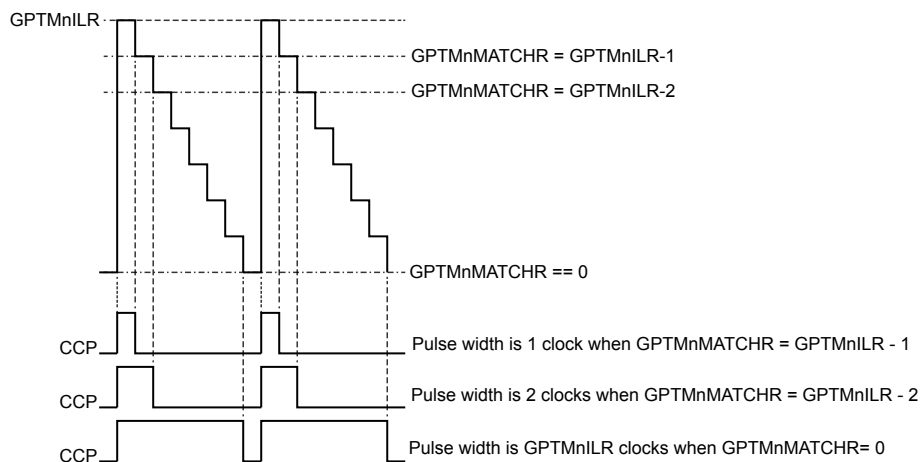 GPTMnILR
GPTMnMATCHR = GPTMnILR-1
GPTMnMATCHR = GPTMnILR-2
GPTMnMATCHR == 0
CCP
Pulse width is 1 clock when GPTMnMATCHR = GPTMnILR - 1
CCP
Pulse width is 2 clocks when GPTMnMATCHR = GPTMnILR - 2
CCP
Pulse width is GPTMnILR clocks when GPTMnMATCHR= 0